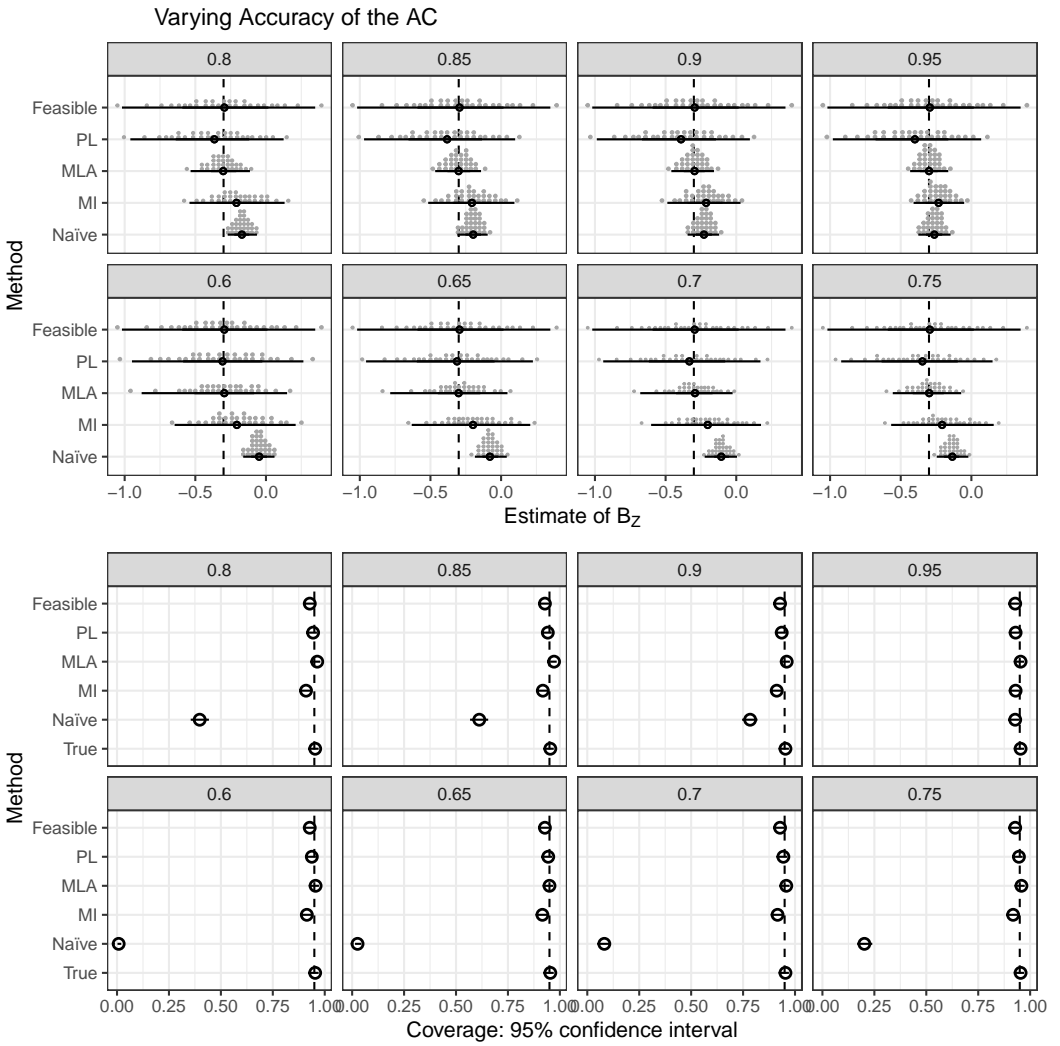 Varying Accuracy of the AC
0.8 0.85 0.9 0.95
Feasible
PL
MLA
MI
Naïve
0.6 0.65 0.7 0.75
Feasible
PL
MLA
MI
Naïve
Method
−1.0 −0.5 0.0 −1.0 −0.5 0.0 −1.0 −0.5 0.0 −1.0 −0.5 0.0
Estimate of B_Z
0.8 0.85 0.9 0.95
Feasible
PL
MLA
MI
Naïve
True
0.6 0.65 0.7 0.75
Feasible
PL
MLA
MI
Naïve
True
Method
0.00 0.25 0.50 0.75 1.00 0.00 0.25 0.50 0.75 1.00 0.00 0.25 0.50 0.75 1.00 0.00 0.25 0.50 0.75 1.00
Coverage: 95% confidence interval